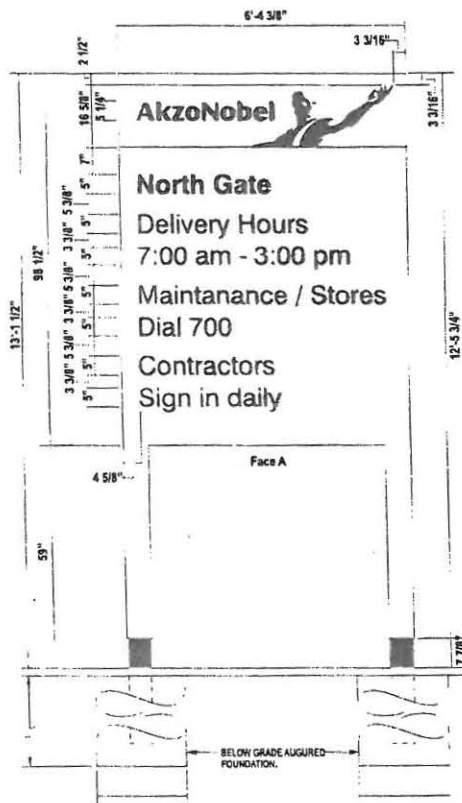 6'-4 3/8"
3 3/16"
2 1/2"
16 5/8"
5 1/4"
3 3/16"
AkzoNobel
7"
North Gate
Delivery Hours
7:00 am - 3:00 pm
Maintanance / Stores
Dial 700
Contractors
Sign in daily
5"
5 3/8"
5"
3 3/8"
5"
5 3/8"
5"
3 3/8"
5"
5 3/8"
5"
3 3/8"
5"
98 1/2"
13'-1 1/2"
12'-5 3/4"
Face A
4 5/8"
59"
7 7/8"
BELOW GRADE AUGURED
FOUNDATION.